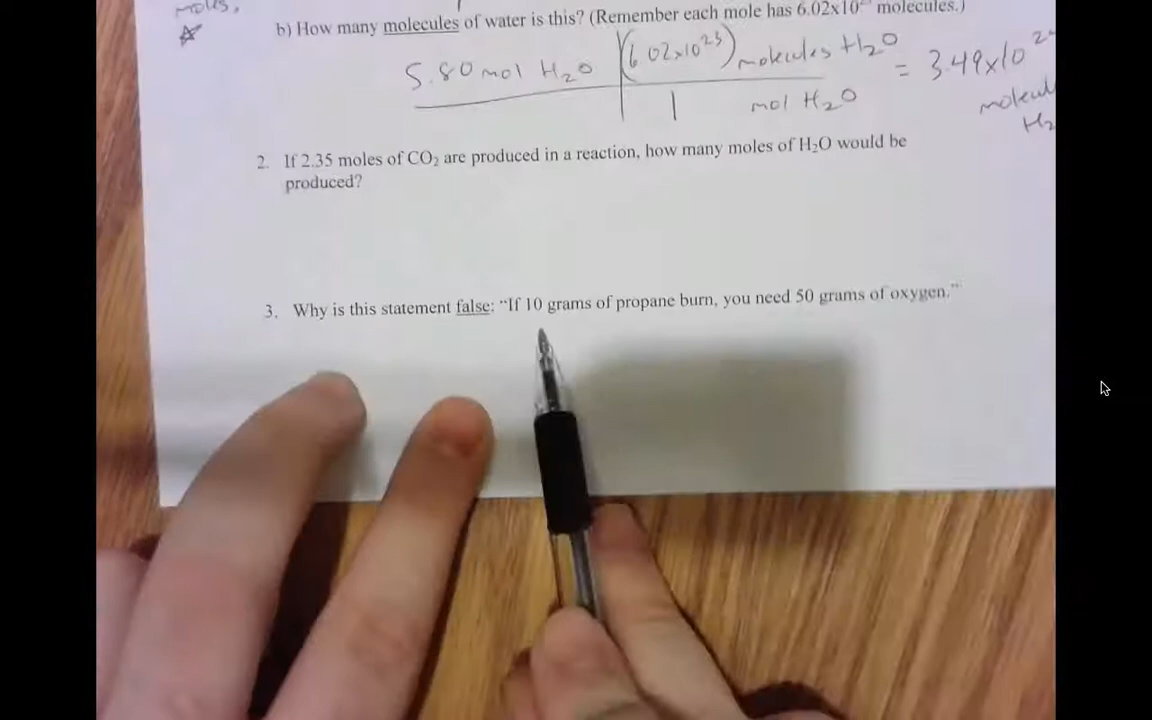 moles.
b) How many molecules of water is this? (Remember each mole has 6.02x10²³ molecules.)
5.80 mol H₂O | (6.02x10²³) molecules H₂O = 3.49x10²
1 mol H₂O
H₂
2. If 2.35 moles of CO₂ are produced in a reaction, how many moles of H₂O would be
produced?
3. Why is this statement false: “If 10 grams of propane burn, you need 50 grams of oxygen.”